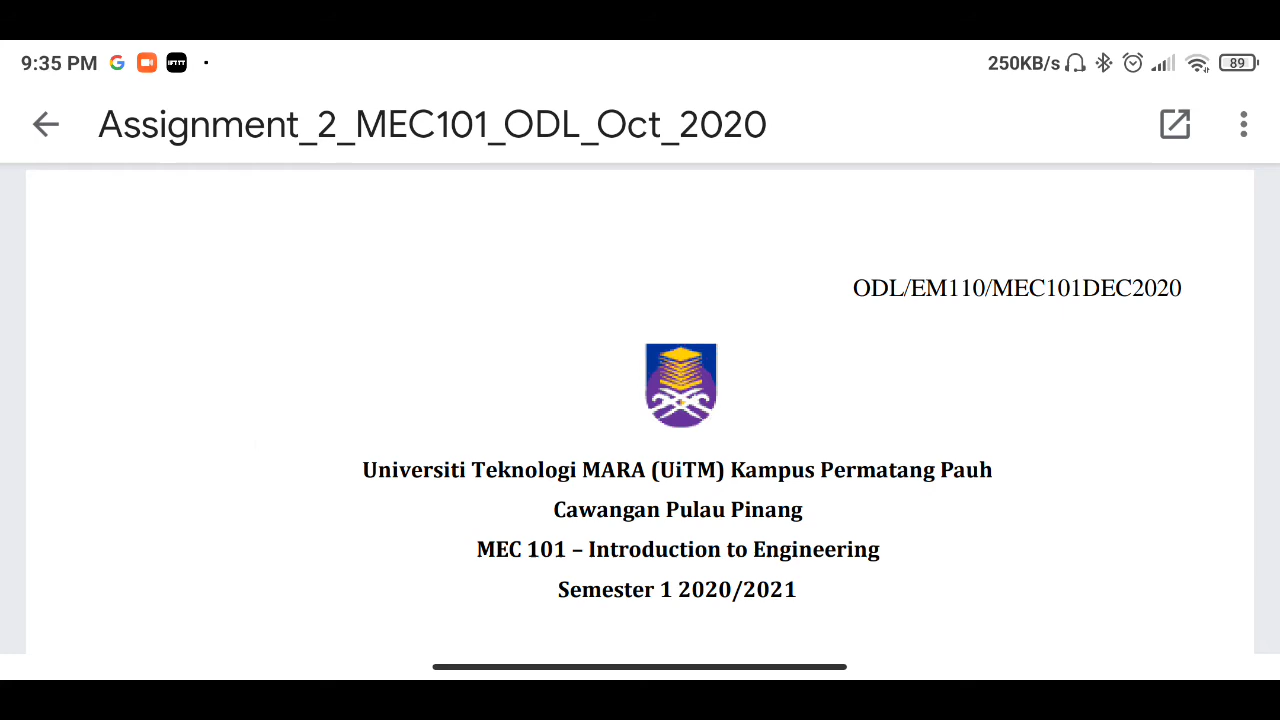 9:35 PM
250KB/s
89
Assignment_2_MEC101_ODL_Oct_2020
ODL/EM110/MEC101DEC2020
Universiti Teknologi MARA (UiTM) Kampus Permatang Pauh
Cawangan Pulau Pinang
MEC 101 – Introduction to Engineering
Semester 1 2020/2021